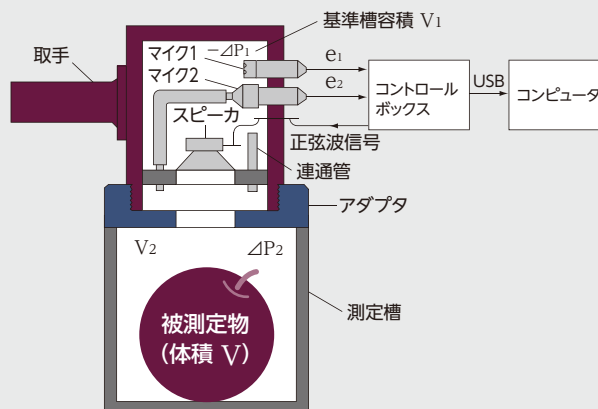 基準槽容積 V1
取手
マイク1
－⊿P1
e1
マイク2
e2
コントロール
ボックス
USB
コンピュータ
スピーカ
正弦波信号
連通管
アダプタ
V2
⊿P2
測定槽
被測定物
（体積 V）